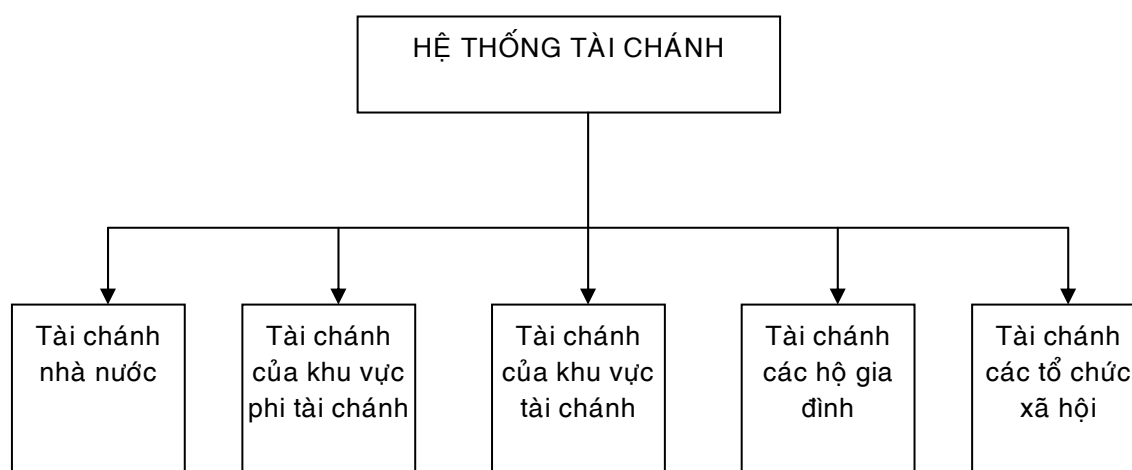 HỆ THỐNG TÀI CHÁNH
Tài chánh
nhà nước
Tài chánh
của khu vực
phi tài chánh
Tài chánh
của khu vực
tài chánh
Tài chánh
các hộ gia
đình
Tài chánh
các tổ chức
xã hội